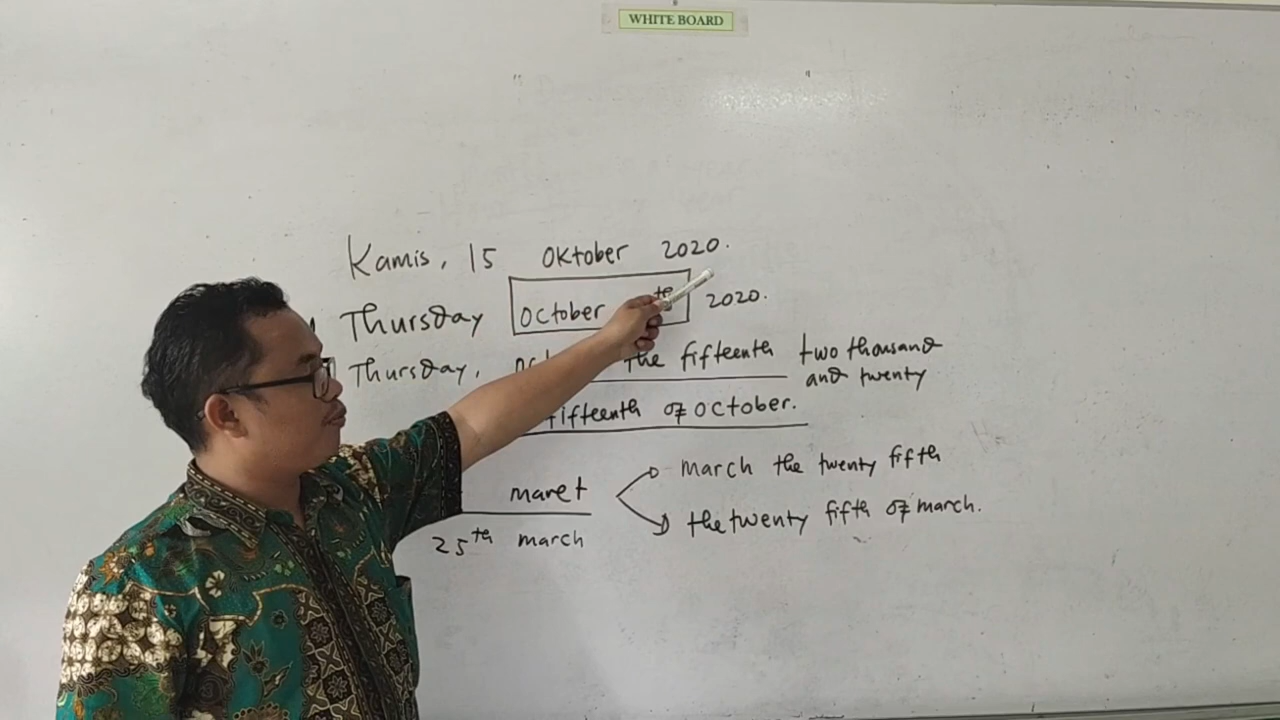 WHITE BOARD
Kamis, 15 Oktober 2020.
Thursday October th 2020.
Thursday, the fifteenth two thousand
and twenty
fifteenth of October.
maret
25th march
march the twenty fifth
the twenty fifth of march.